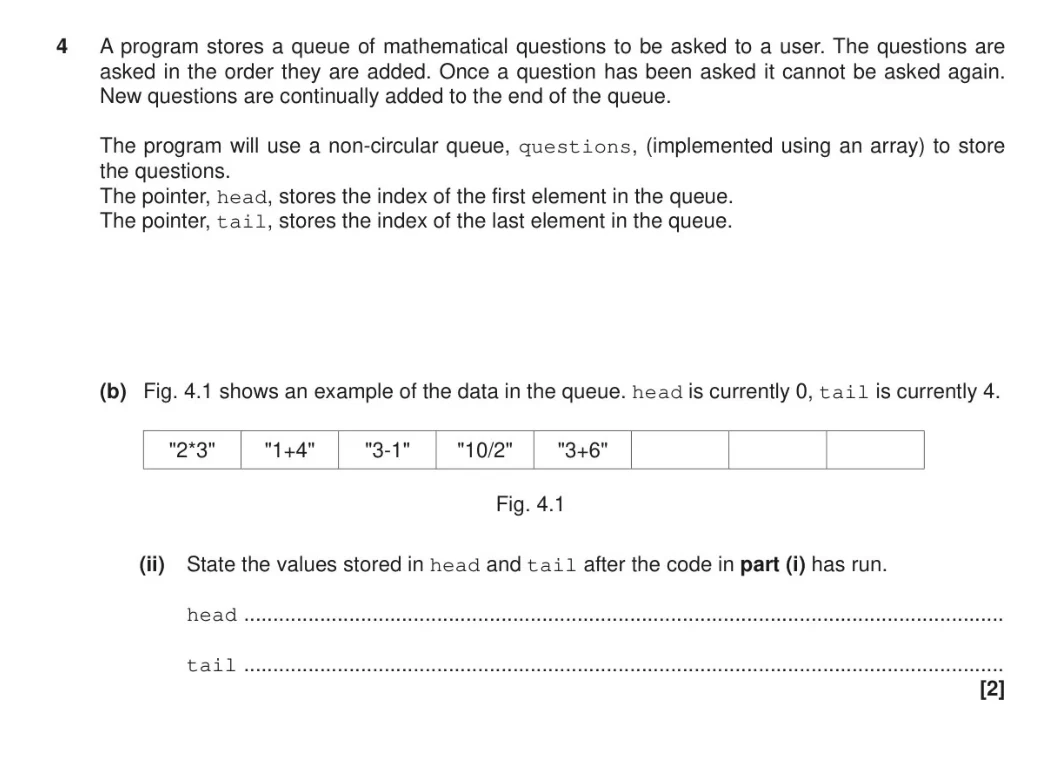 4 A program stores a queue of mathematical questions to be asked to a user. The questions are
asked in the order they are added. Once a question has been asked it cannot be asked again.
New questions are continually added to the end of the queue.
The program will use a non-circular queue, questions, (implemented using an array) to store
the questions.
The pointer, head, stores the index of the first element in the queue.
The pointer, tail, stores the index of the last element in the queue.
(b) Fig. 4.1 shows an example of the data in the queue. head is currently 0, tail is currently 4.
"2*3" "1+4" "3-1" "10/2" "3+6"
Fig. 4.1
(ii) State the values stored in head and tail after the code in part (i) has run.
head ....................................................................................................
tail ....................................................................................................
[2]